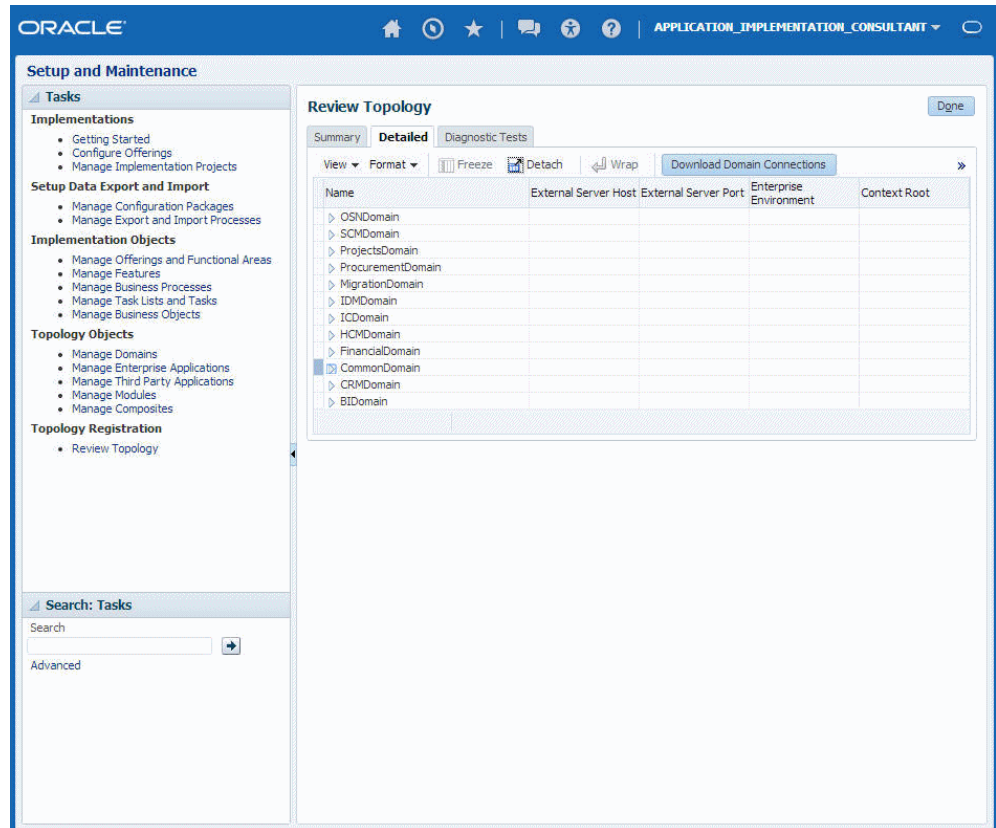 ORACLE
APPLICATION_IMPLEMENTATION_CONSULTANT
Setup and Maintenance
Tasks
Implementations
Getting Started
Configure Offerings
Manage Implementation Projects
Setup Data Export and Import
Manage Configuration Packages
Manage Export and Import Processes
Implementation Objects
Manage Offerings and Functional Areas
Manage Features
Manage Business Processes
Manage Task Lists and Tasks
Manage Business Objects
Topology Objects
Manage Domains
Manage Enterprise Applications
Manage Third Party Applications
Manage Modules
Manage Composites
Topology Registration
Review Topology
Search: Tasks
Search
Advanced
Review Topology
Done
Summary Detailed Diagnostic Tests
View Format Freeze Detach Wrap Download Domain Connections »
Name External Server Host External Server Port Enterprise Environment Context Root
OSNDomain
SCMDomain
ProjectsDomain
ProcurementDomain
MigrationDomain
IDMDomain
ICDomain
HCMDomain
FinancialDomain
CommonDomain
CRMDomain
BIDomain